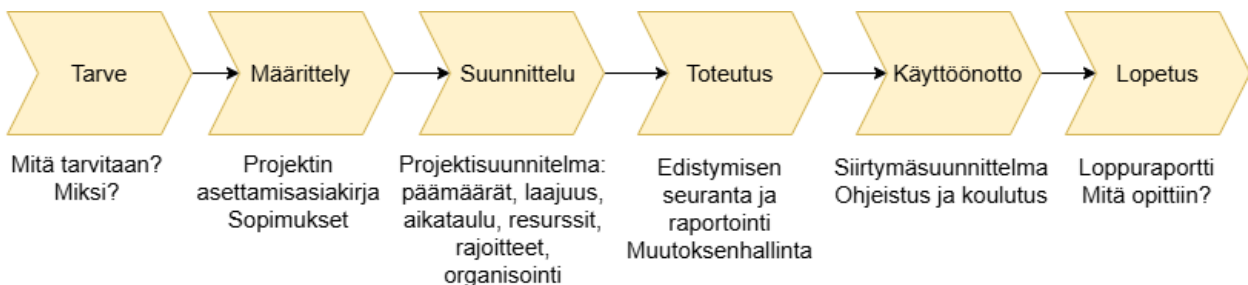 Tarve
Määrittely
Suunnittelu
Toteutus
Käyttöönotto
Lopetus
Mitä tarvitaan?
Miksi?
Projektin
asettamisasiakirja
Sopimukset
Projektisuunnitelma:
päämäärät, laajuus,
aikataulu, resurssit,
rajoitteet,
organisointi
Edistymisen
seuranta ja
raportointi
Muutoksenhallinta
Siirtymäsuunnittelma
Ohjeistus ja koulutus
Loppuraportti
Mitä opittiin?